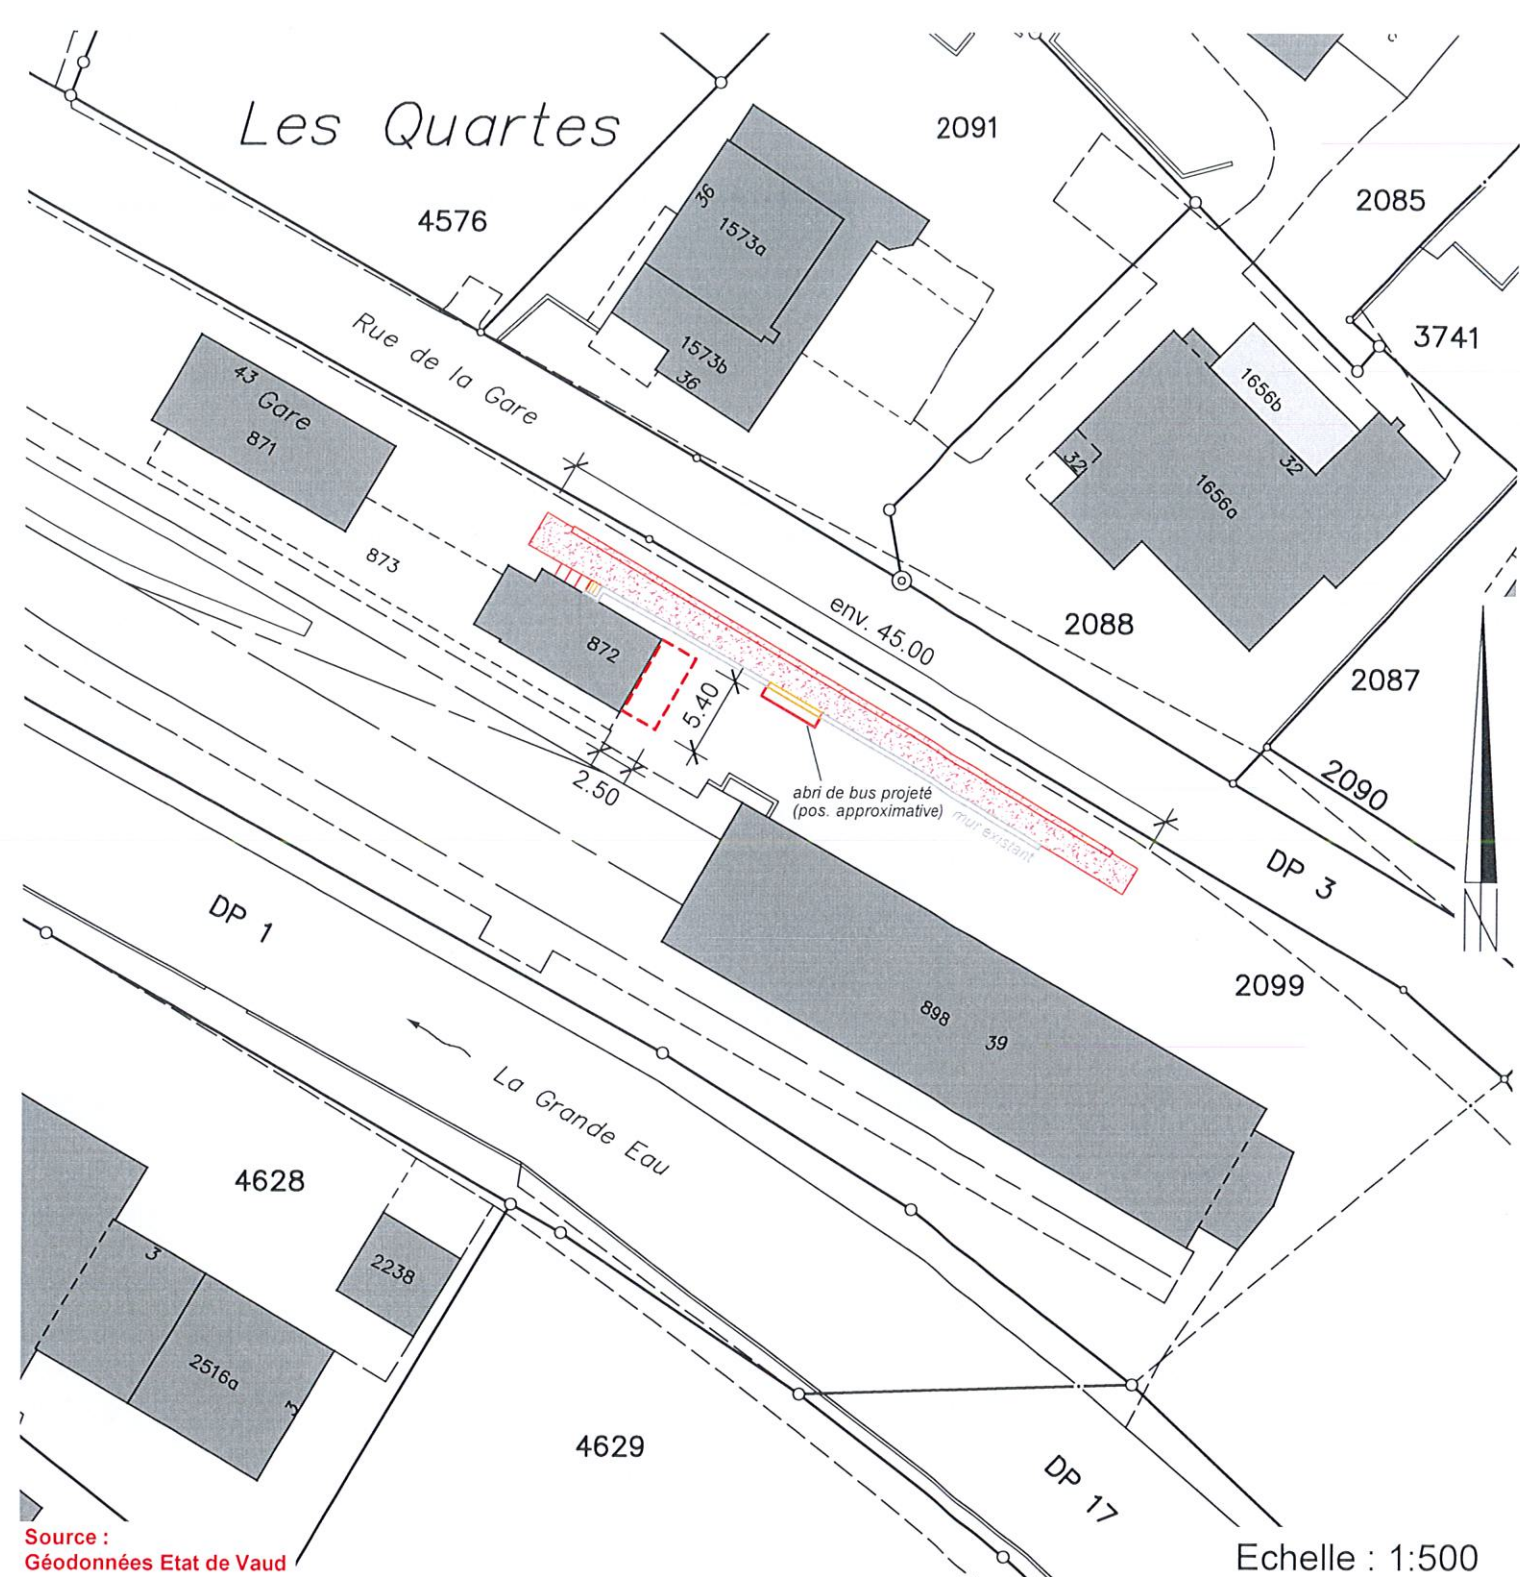 Les Quartes
2091
2085
4576
36
1573a
3741
Rue de la Gare
1573b
36
1656b
43
Gare
871
32
32
1656a
873
env. 45.00
2088
872
2087
5.40
2.50
abri de bus projeté
(pos. approximative)
mur existant
2090
DP 3
N
DP 1
2099
898
39
La Grande Eau
4628
3
2238
2516a
3
4629
DP 17
Source :
Géodonnées Etat de Vaud
Echelle : 1:500